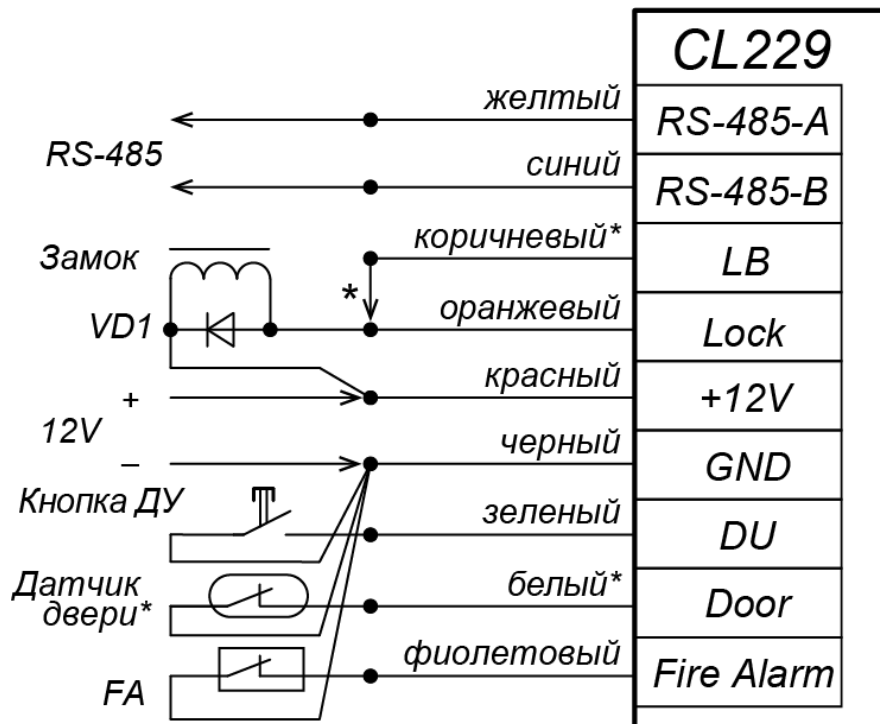 CL229
желтый
RS-485-A
RS-485
синий
RS-485-B
коричневый*
LB
Замок
*
оранжевый
Lock
VD1
красный
+12V
+
12V
–
черный
GND
Кнопка ДУ
зеленый
DU
Датчик
двери*
белый*
Door
фиолетовый
Fire Alarm
FA